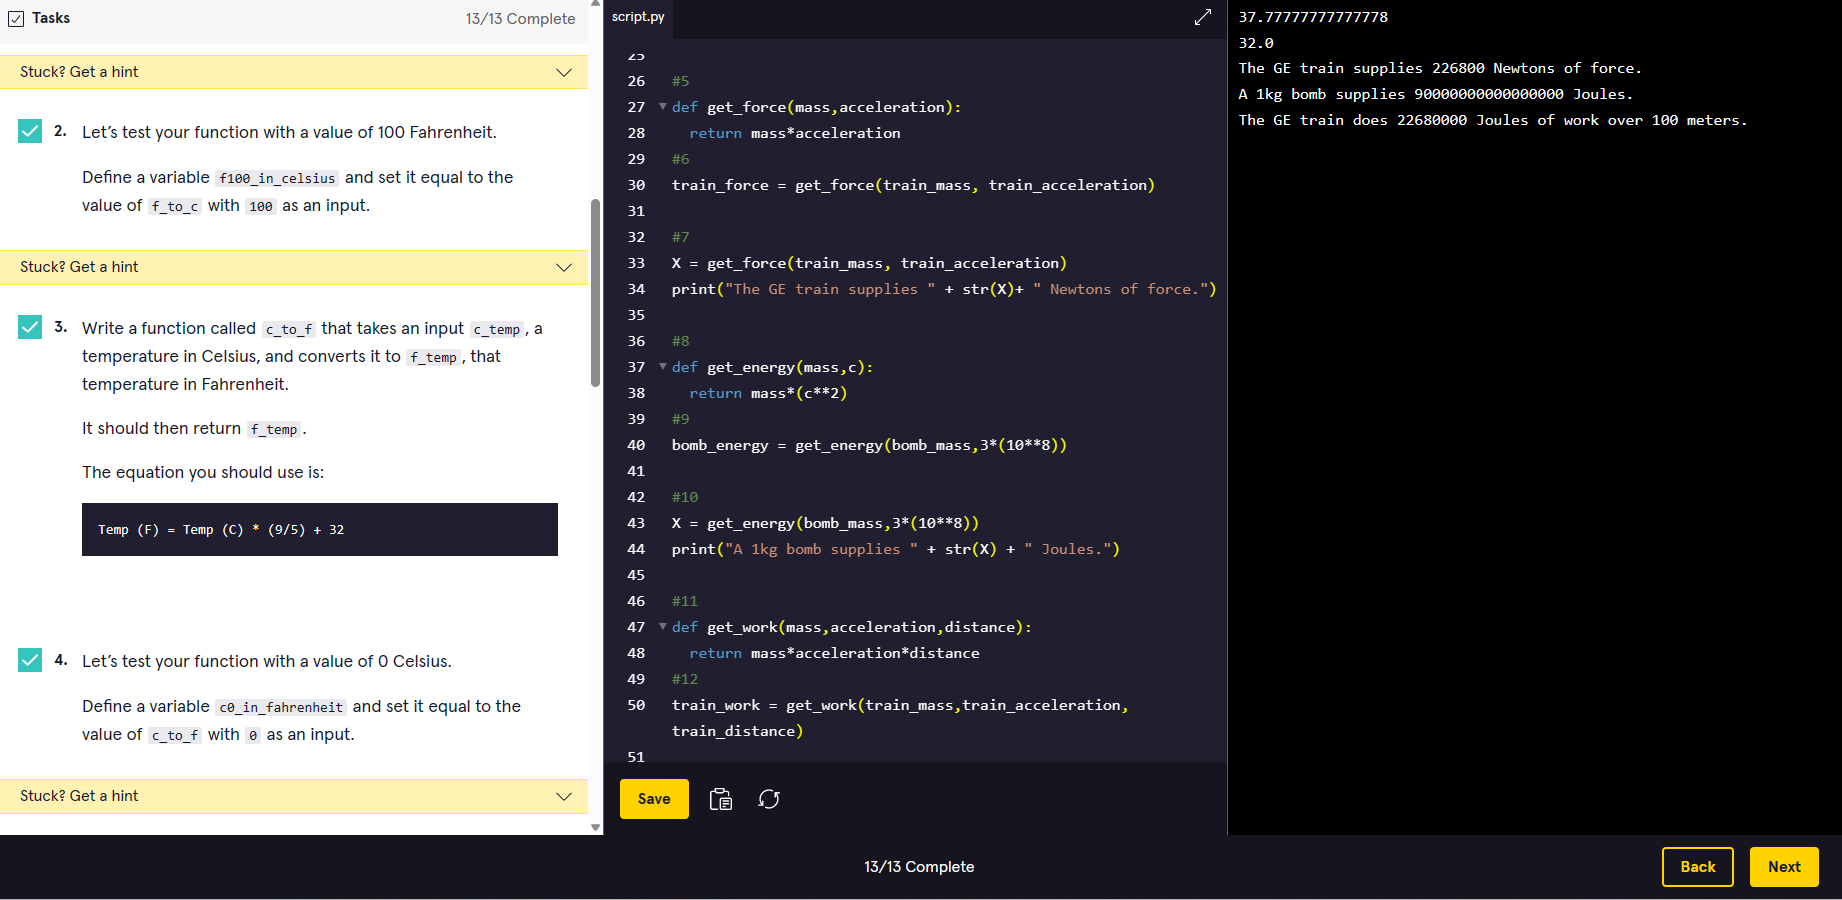 Tasks
13/13 Complete
Stuck? Get a hint
2. Let's test your function with a value of 100 Fahrenheit.
Define a variable f100_in_celsius and set it equal to the
value of f_to_c with 100 as an input.
Stuck? Get a hint
3. Write a function called c_to_f that takes an input c_temp, a
temperature in Celsius, and converts it to f_temp, that
temperature in Fahrenheit.
It should then return f_temp.
The equation you should use is:
Temp (F) = Temp (C) * (9/5) + 32
4. Let's test your function with a value of 0 Celsius.
Define a variable c0_in_fahrenheit and set it equal to the
value of c_to_f with 0 as an input.
Stuck? Get a hint
script.py
25
26 #5
27 def get_force(mass,acceleration):
28 return mass*acceleration
29 #6
30 train_force = get_force(train_mass, train_acceleration)
31
32 #7
33 X = get_force(train_mass, train_acceleration)
34 print("The GE train supplies " + str(X)+ " Newtons of force.")
35
36 #8
37 def get_energy(mass,c):
38 return mass*(c**2)
39 #9
40 bomb_energy = get_energy(bomb_mass,3*(10**8))
41
42 #10
43 X = get_energy(bomb_mass,3*(10**8))
44 print("A 1kg bomb supplies " + str(X) + " Joules.")
45
46 #11
47 def get_work(mass,acceleration,distance):
48 return mass*acceleration*distance
49 #12
50 train_work = get_work(train_mass,train_acceleration,
train_distance)
51
Save
37.77777777777778
32.0
The GE train supplies 226800 Newtons of force.
A 1kg bomb supplies 90000000000000000 Joules.
The GE train does 22680000 Joules of work over 100 meters.
13/13 Complete
Back
Next